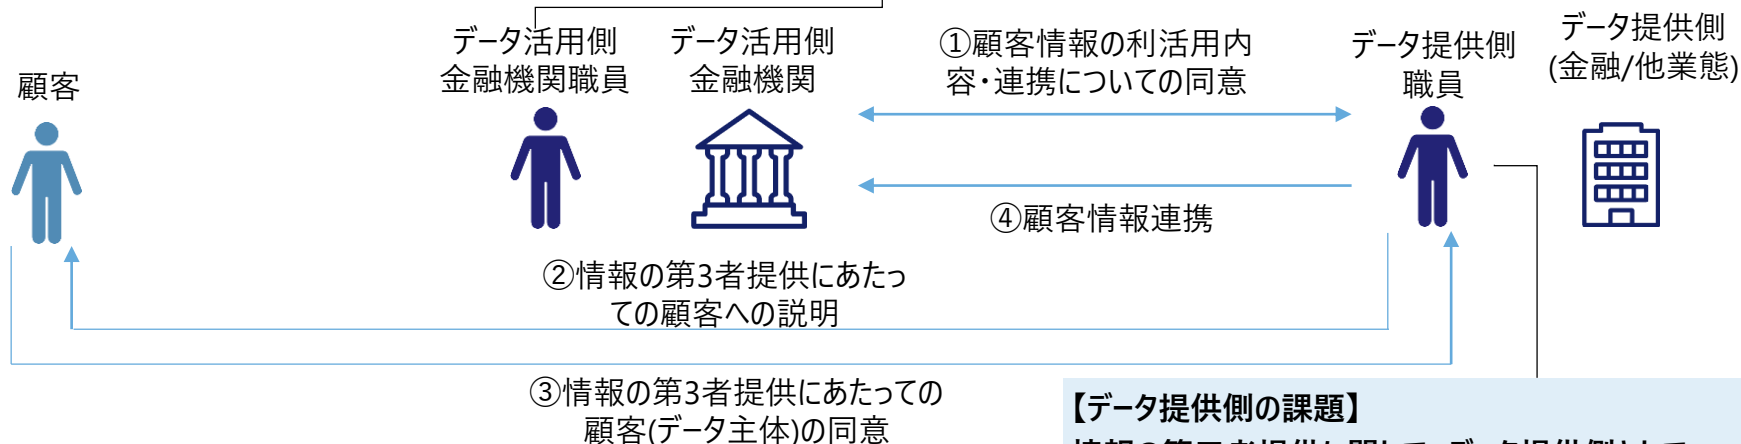 顧客
データ活用側
金融機関職員
データ活用側
金融機関
①顧客情報の利活用内
容・連携についての同意
データ提供側
職員
データ提供側
(金融/他業態)
④顧客情報連携
②情報の第3者提供にあたっ
ての顧客への説明
③情報の第3者提供にあたっての
顧客(データ主体)の同意
【データ提供側の課題】